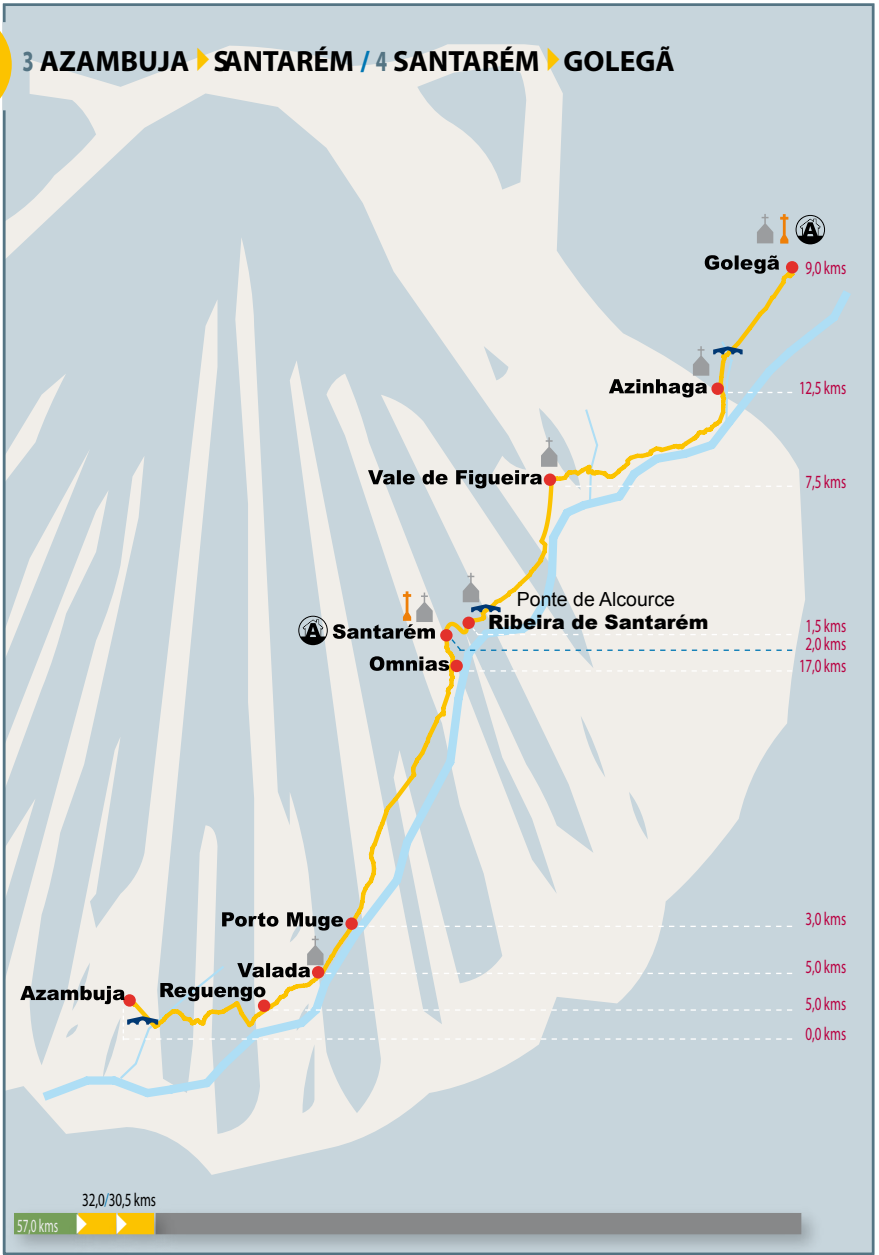 3 AZAMBUJA SANTARÉM / 4 SANTARÉM GOLEGÃ
A
Golegã
9,0 kms
Azinhaga
12,5 kms
Vale de Figueira
7,5 kms
Ponte de Alcource
A
Santarém
Ribeira de Santarém
1,5 kms
2,0 kms
Omnias
17,0 kms
Porto Muge
3,0 kms
Valada
5,0 kms
Azambuja
Reguengo
5,0 kms
0,0 kms
32,0/30,5 kms
57,0 kms